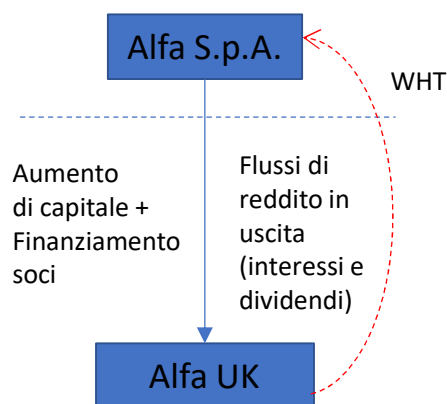 Alfa S.p.A.
WHT
Aumento
di capitale +
Finanziamento
soci
Flussi di
reddito in
uscita
(interessi e
dividendi)
Alfa UK